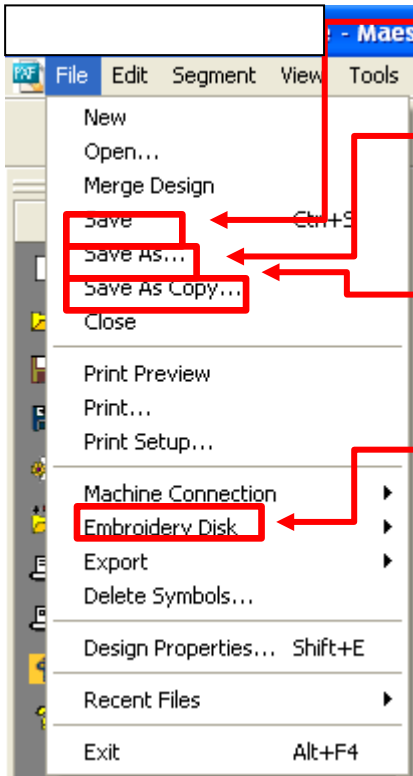 - Maes
PXF File Edit Segment View Tools
New
Open...
Merge Design
Save Ctrl+S
Save As...
Save As Copy...
Close
Print Preview
Print...
Print Setup...
Machine Connection
Embroidery Disk
Export
Delete Symbols...
Design Properties... Shift+E
Recent Files
Exit Alt+F4